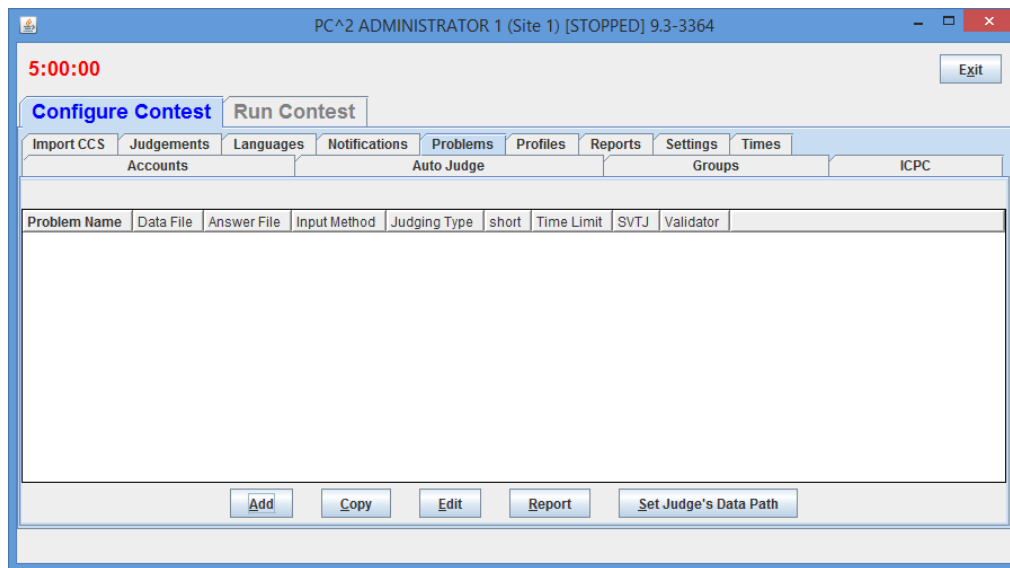 PC^2 ADMINISTRATOR 1 (Site 1) [STOPPED] 9.3-3364
5:00:00
Exit
Configure Contest Run Contest
Import CCS Judgements Languages Notifications Problems Profiles Reports Settings Times
Accounts Auto Judge Groups ICPC
Problem Name Data File Answer File Input Method Judging Type short Time Limit SVTJ Validator
Add Copy Edit Report Set Judge's Data Path